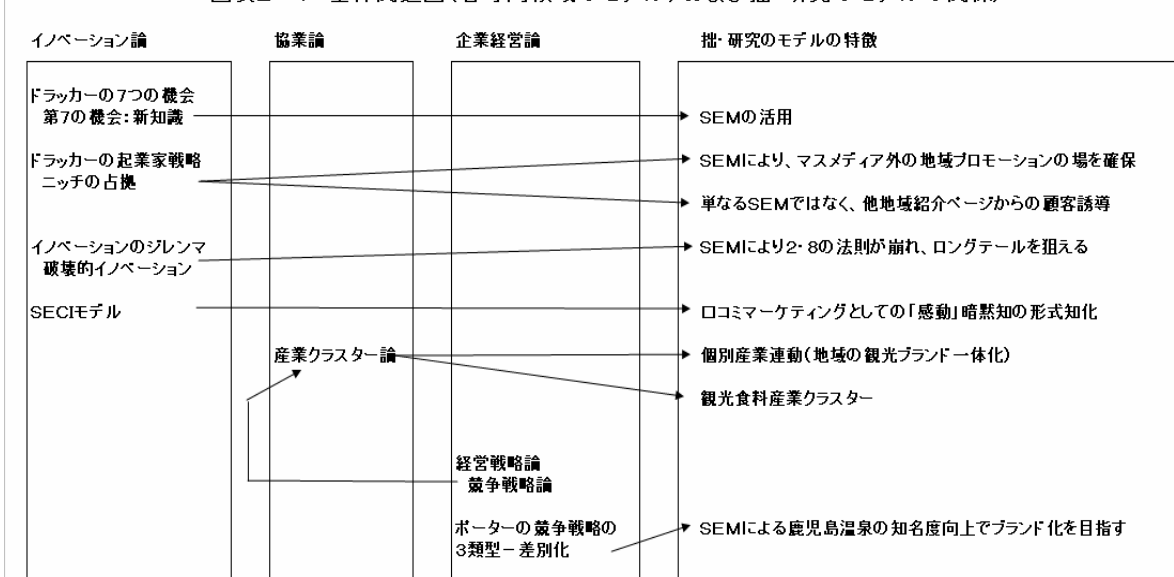 イノベーション論
協業論
企業経営論
拙・研究のモデルの特徴
ドラッカーの7つの機会
第7の機会：新知識
SEMの活用
ドラッカーの起業家戦略
ニッチの占拠
SEMにより、マスメディア外の地域プロモーションの場を確保
単なるSEMではなく、他地域紹介ページからの顧客誘導
イノベーションのジレンマ
破壊的イノベーション
SEMにより2・8の法則が崩れ、ロングテールを狙える
SECIモデル
口コミマーケティングとしての「感動」暗黙知の形式知化
産業クラスター論
個別産業連動（地域の観光ブランド一体化）
観光食料産業クラスター
経営戦略論
競争戦略論
ポーターの競争戦略の
3類型－差別化
SEMによる鹿児島温泉の知名度向上でブランド化を目指す